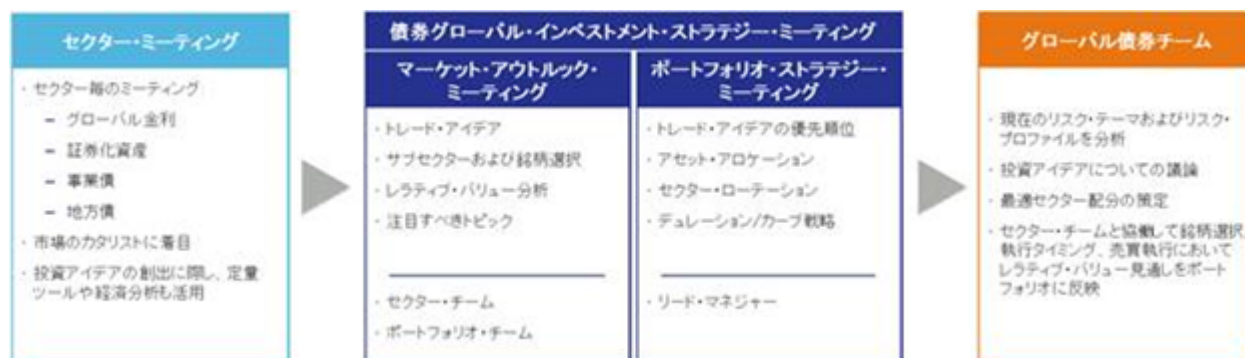 セクター・ミーティング
・セクター毎のミーティング
－ グローバル金利
－ 証券化資産
－ 事業債
－ 地方債
・市場のカタリストに着目
・投資アイデアの創出に際し、定量
ツールや経済分析も活用
債券グローバル・インベストメント・ストラテジー・ミーティング
マーケット・アウトルック・
ミーティング
・トレード・アイデア
・サブセクターおよび銘柄選択
・レラティブ・バリュー分析
・注目すべきトピック
・セクター・チーム
・ポートフォリオ・チーム
ポートフォリオ・ストラテジー・
ミーティング
・トレード・アイデアの優先順位
・アセット・アロケーション
・セクター・ローテーション
・デュレーション/カーブ戦略
・リード・マネジャー
グローバル債券チーム
・現在のリスク・テーマおよびリスク・
プロファイルを分析
・投資アイデアについての議論
・最適セクター配分の策定
・セクター・チームと協働して銘柄選択、
執行タイミング、売買執行において
レラティブ・バリュー見通しをポート
フォリオに反映